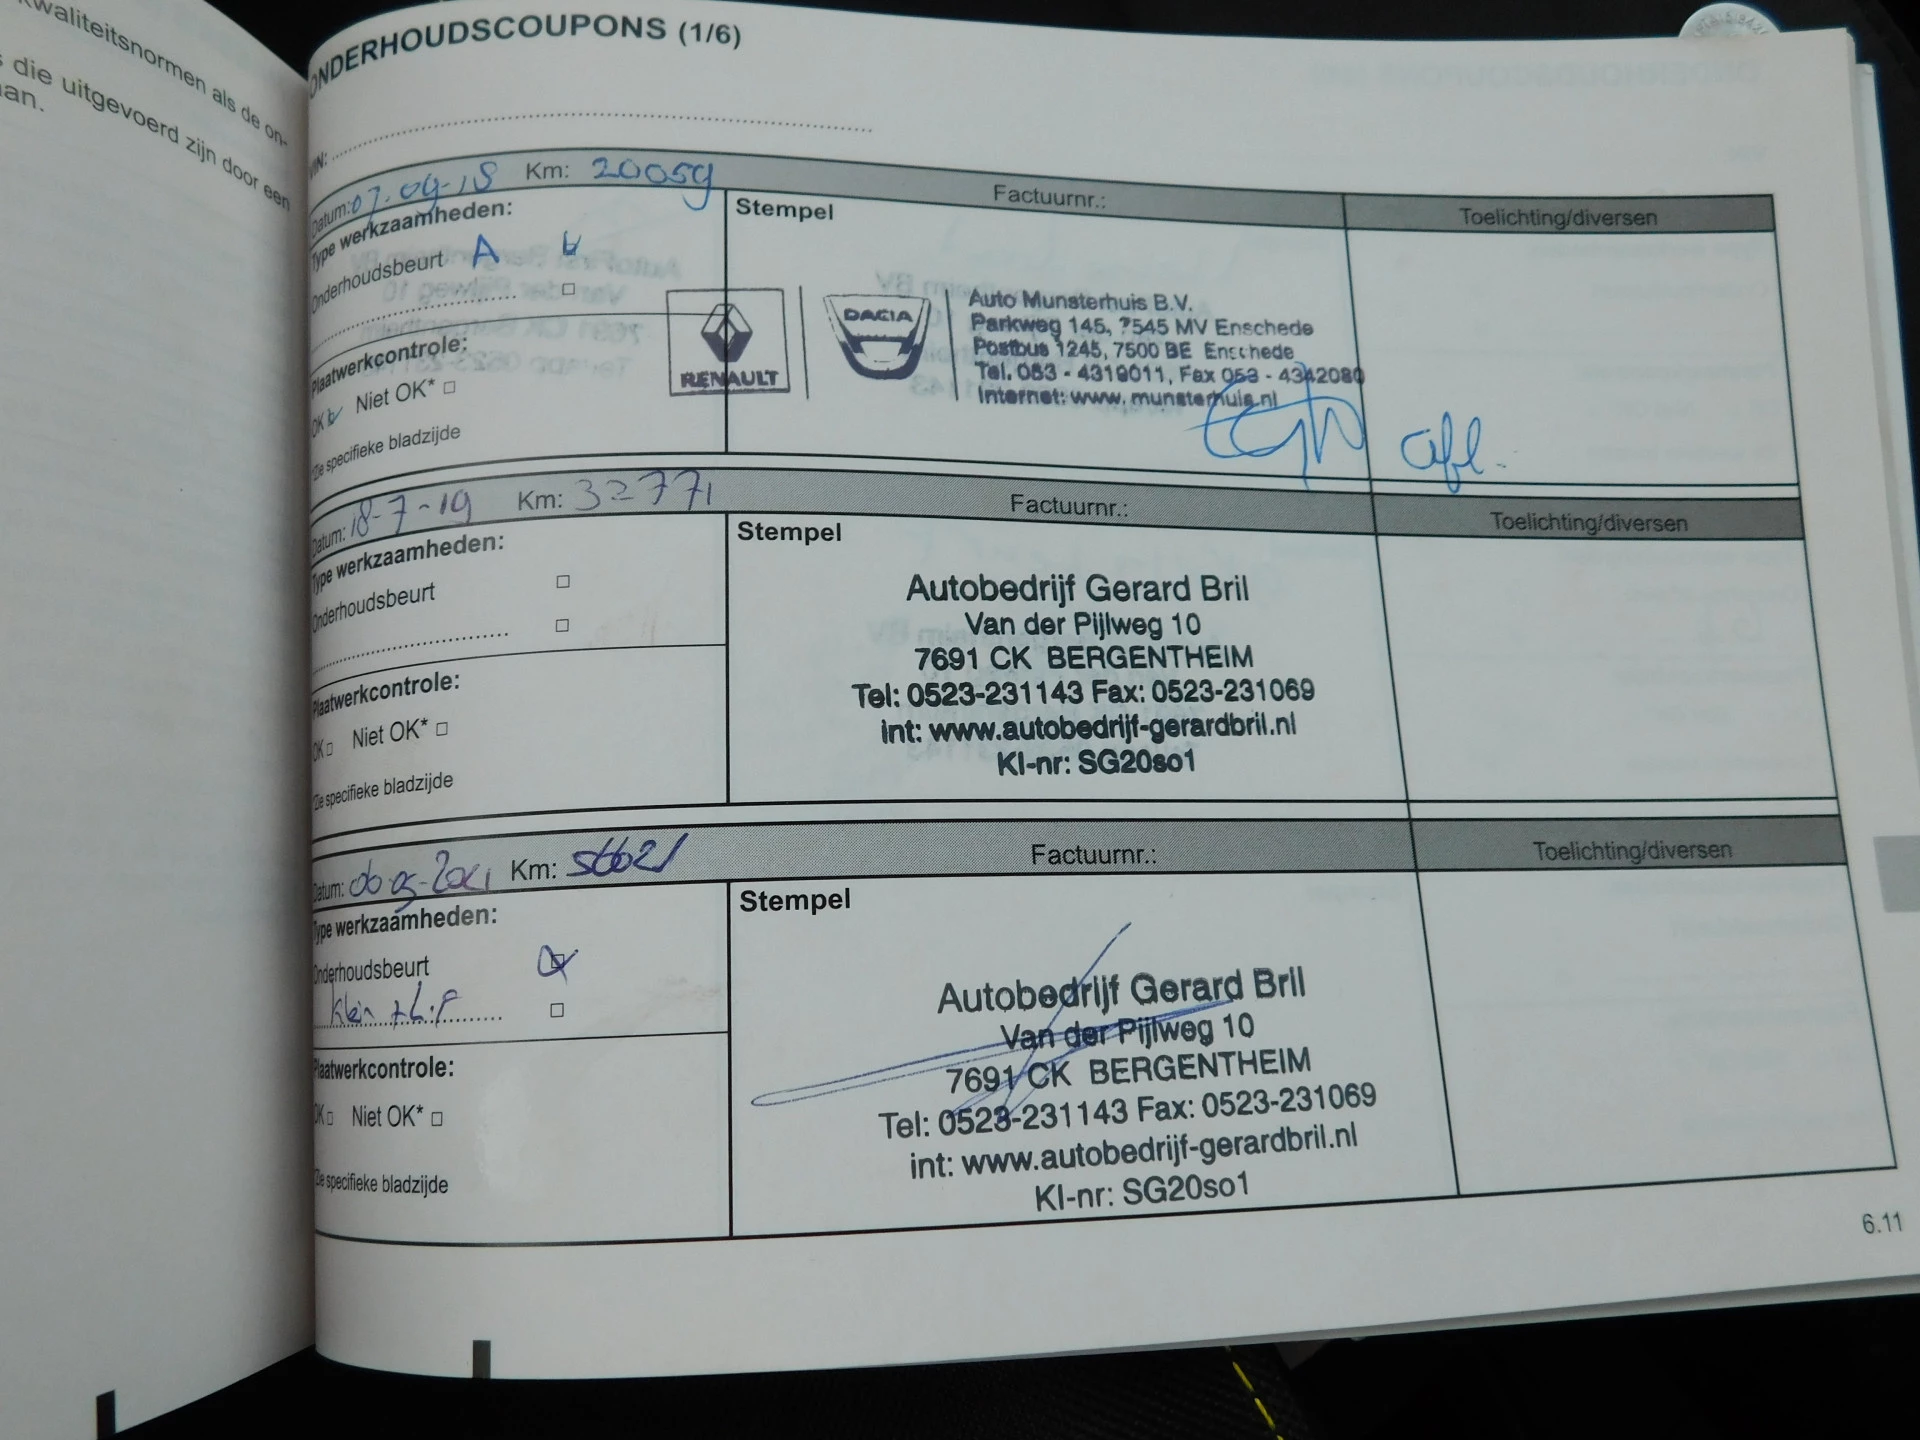 kwaliteitsnormen als de on-
die uitgevoerd zijn door een
ONDERHOUDSCOUPONS (1/6)
VIN:
Datum: 07-09-18 Km: 20059 Factuurnr.: Toelichting/diversen
Type werkzaamheden:
Stempel
Onderhoudsbeurt A
Plaatwerkcontrole:
OK Niet OK*
*Zie specifieke bladzijde
RENAULT
DACIA
Auto Munsterhuis B.V.
Parkweg 145, 7545 MV Enschede
Postbus 1245, 7500 BE Enschede
Tel. 053 - 4319011, Fax 053 - 4342080
Internet: www.munsterhuis.nl
afl.
Datum: 18-7-19 Km: 32771 Factuurnr.: Toelichting/diversen
Type werkzaamheden:
Stempel
Onderhoudsbeurt
Plaatwerkcontrole:
OK Niet OK*
*Zie specifieke bladzijde
Autobedrijf Gerard Bril
Van der Pijlweg 10
7691 CK BERGENTHEIM
Tel: 0523-231143 Fax: 0523-231069
int: www.autobedrijf-gerardbril.nl
KI-nr: SG20so1
Datum: 06-05-2021 Km: 56621 Factuurnr.: Toelichting/diversen
Type werkzaamheden:
Stempel
Onderhoudsbeurt
Klein + L.F
Plaatwerkcontrole:
OK Niet OK*
*Zie specifieke bladzijde
Autobedrijf Gerard Bril
Van der Pijlweg 10
7691 CK BERGENTHEIM
Tel: 0523-231143 Fax: 0523-231069
int: www.autobedrijf-gerardbril.nl
KI-nr: SG20so1
6.11